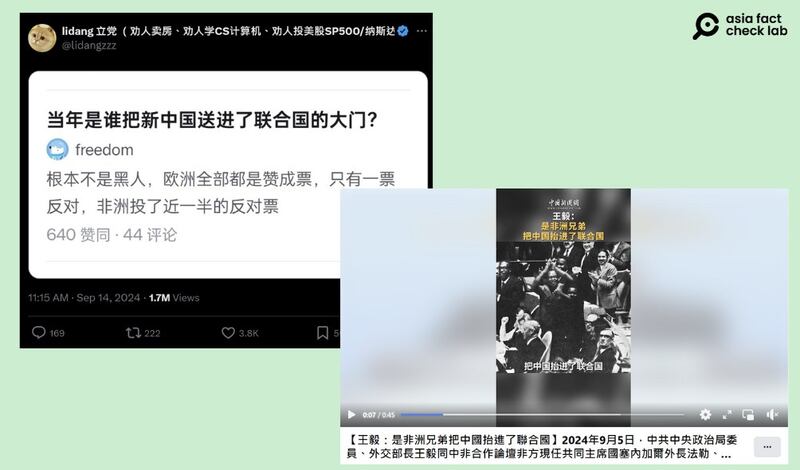 lidang 立党（ 劝人卖房、劝人学CS计算机、劝人投美股SP500/纳斯达
@lidangzzz
当年是谁把新中国送进了联合国的大门？
freedom
根本不是黑人，欧洲全部都是赞成票，只有一票
反对，非洲投了近一半的反对票
640 赞同 · 44 评论
11:15 AM · Sep 14, 2024 · 1.7M Views
169
222
3.8K
asia fact
check lab
中国新闻网
王毅：
是非洲兄弟
把中国抬进了联合国
把中国抬进了联合国
0:07 / 0:45
【王毅：是非洲兄弟把中國抬進了聯合國】2024年9月5日，中共中央政治局委
員、外交部長王毅同中非合作論壇非方現任共同主席國塞內加爾外長法勒、...